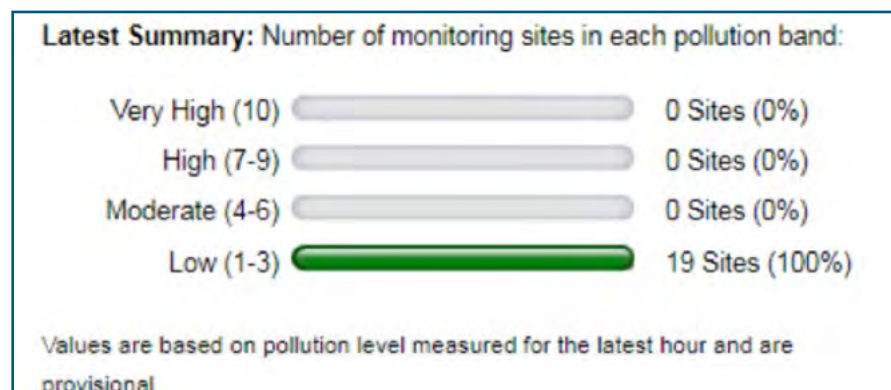 Latest Summary: Number of monitoring sites in each pollution band:
Very High (10) 0 Sites (0%)
High (7-9) 0 Sites (0%)
Moderate (4-6) 0 Sites (0%)
Low (1-3) 19 Sites (100%)
Values are based on pollution level measured for the latest hour and are
provisional